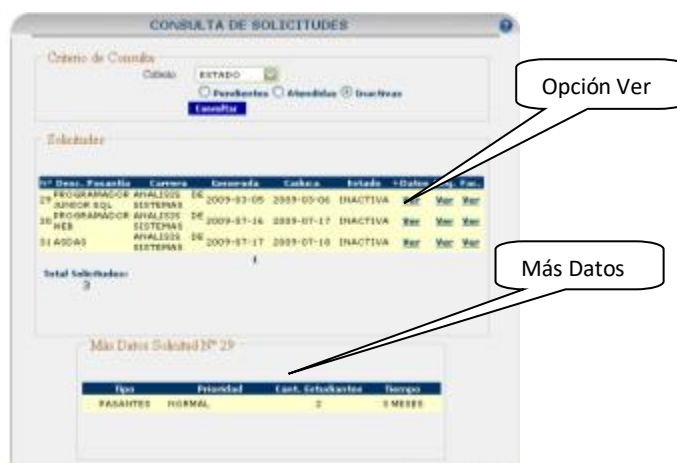 CONSULTA DE SOLICITUDES
Criterio de Consulta
Criterio ESTADO
Pendientes Atendidas Inactivas
Consultar
Opción Ver
Solicitudes
Nº Desc. Pasantía Carrera Generada Caduca Estado +Datos Req. Fac.
29 PROGRAMADOR JUNIOR SQL ANALISIS DE SISTEMAS 2009-03-05 2009-03-06 INACTIVA Ver Ver Ver
30 PROGRAMADOR WEB ANALISIS DE SISTEMAS 2009-07-16 2009-07-17 INACTIVA Ver Ver Ver
31 ASDAS ANALISIS DE SISTEMAS 2009-07-17 2009-07-18 INACTIVA Ver Ver Ver
1
Total Solicitudes:
3
Más Datos
Más Datos Solicitud Nº 29
Tipo Prioridad Cant. Estudiantes Tiempo
PASANTES NORMAL 2 MESES